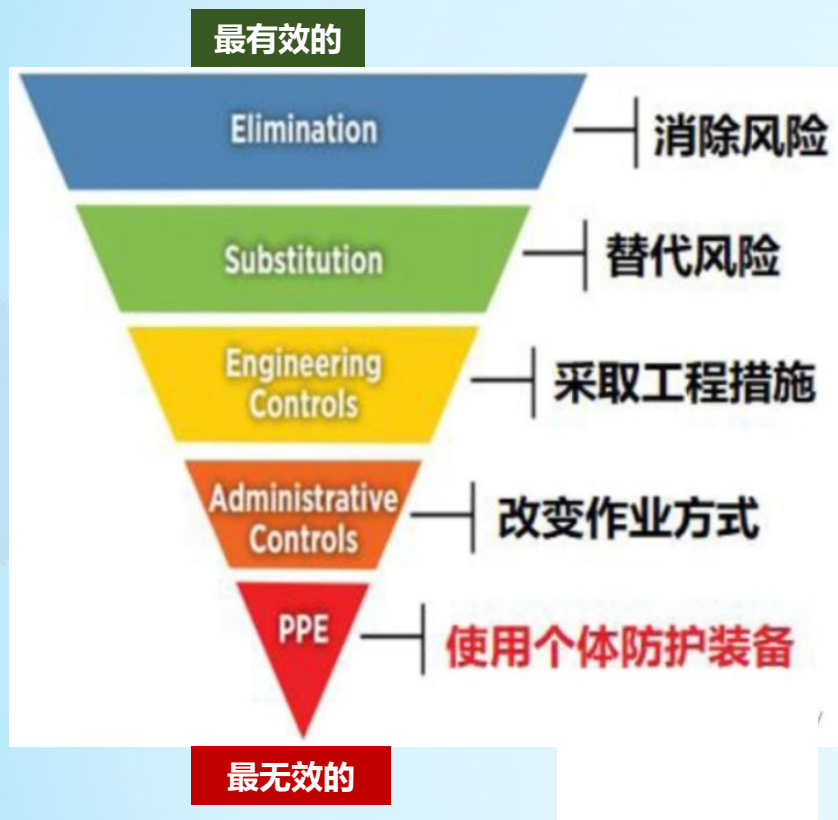 最有效的
Elimination
消除风险
Substitution
替代风险
Engineering
Controls
采取工程措施
Administrative
Controls
改变作业方式
PPE
使用个体防护装备
最无效的